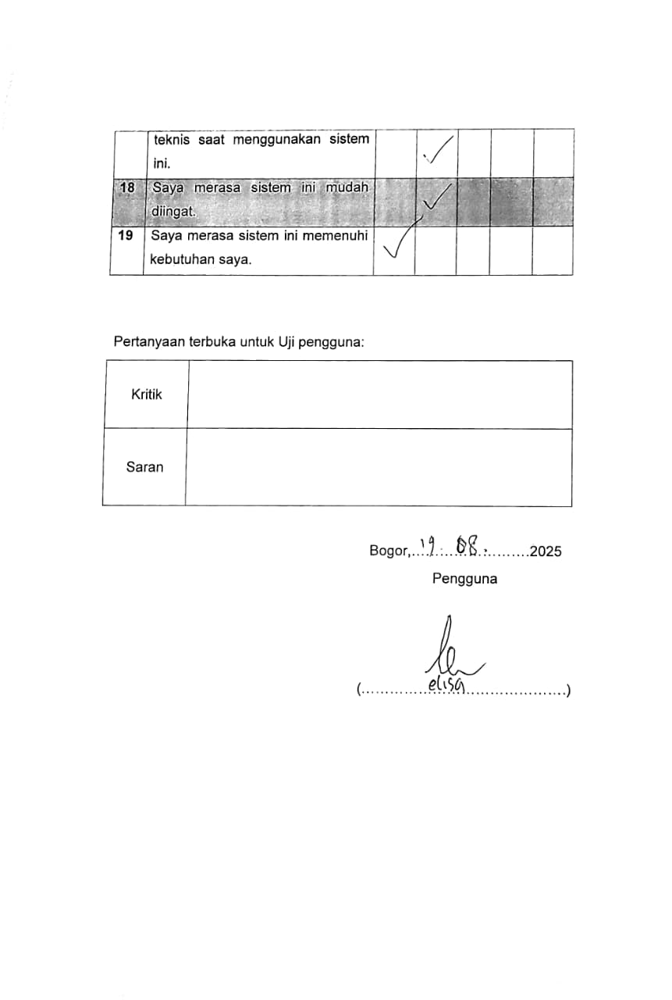 teknis saat menggunakan sistem
ini.
18 Saya merasa sistem ini mudah
diingat.
19 Saya merasa sistem ini memenuhi
kebutuhan saya.
Pertanyaan terbuka untuk Uji pengguna:
Kritik
Saran
Bogor,....19....08...........2025
Pengguna
(...............elisa........................)